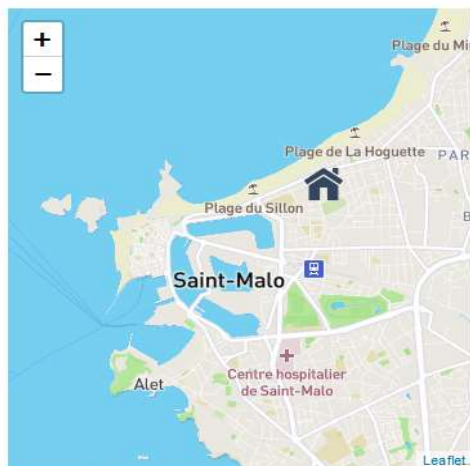 +
−
Plage du Mi
Plage de La Hoguette
PAR
Plage du Sillon
Saint-Malo
Centre hospitalier
de Saint-Malo
Alet
Leaflet